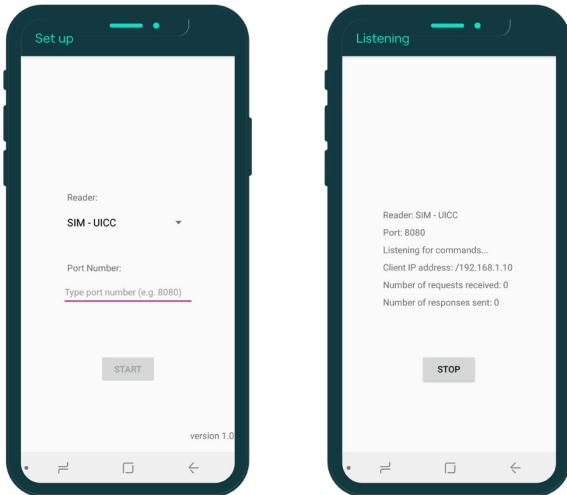 Set up
Reader:
SIM - UICC
Port Number:
Type port number (e.g. 8080)
START
version 1.0
Listening
Reader: SIM - UICC
Port: 8080
Listening for commands...
Client IP address: /192.168.1.10
Number of requests received: 0
Number of responses sent: 0
STOP